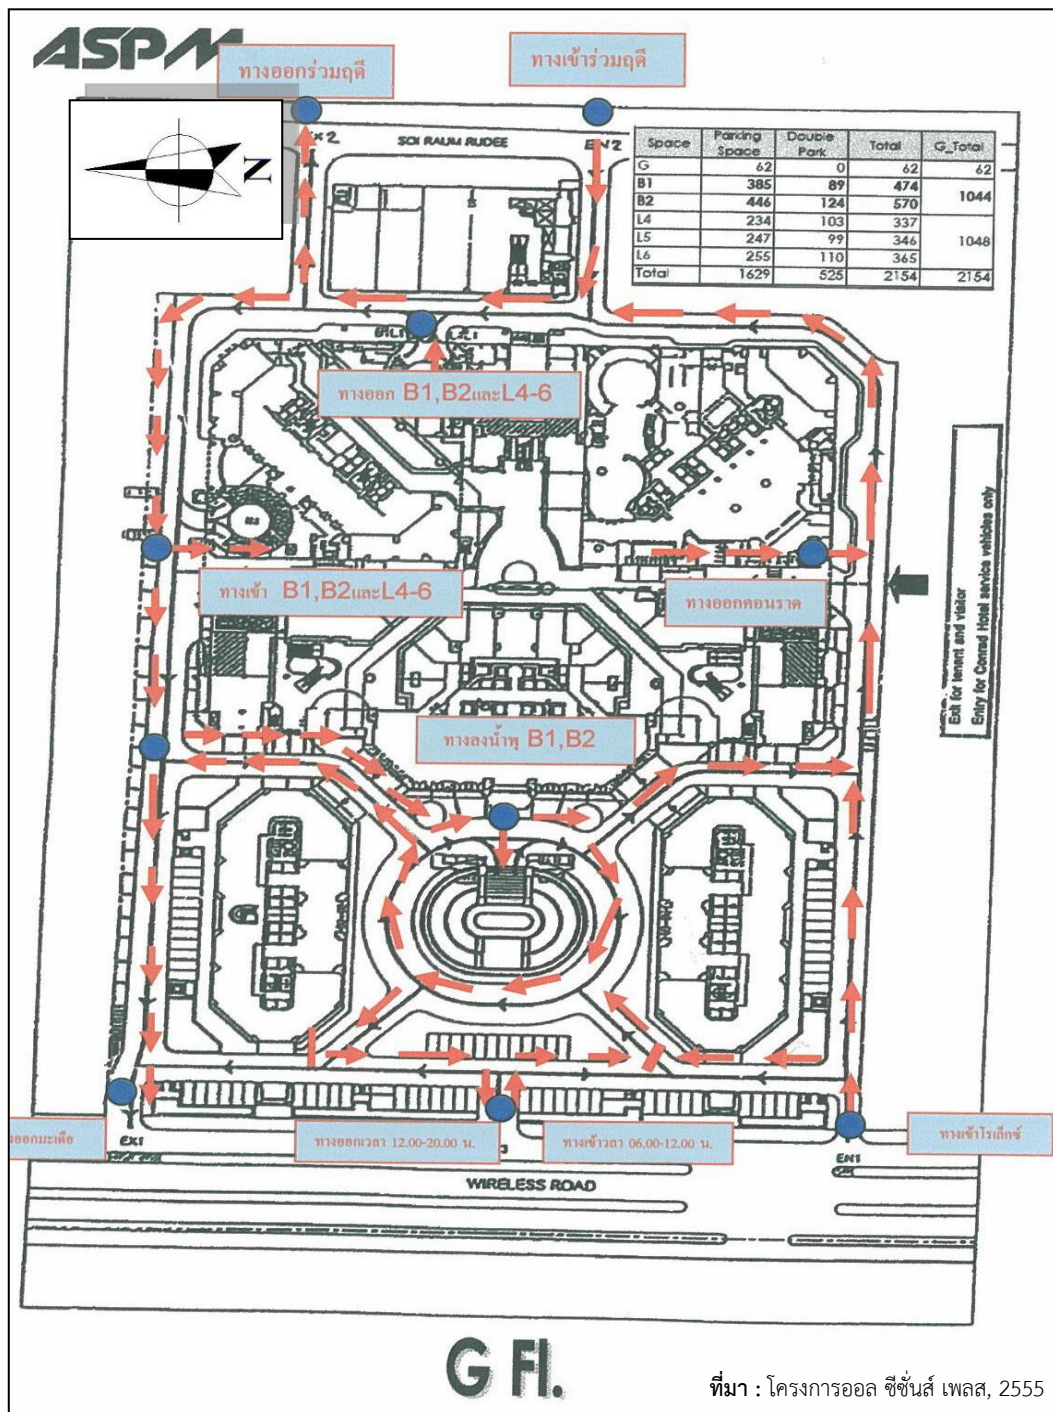 ASPM
ทางออกร่วมฤดี
ทางเข้าร่วมฤดี
EX 2
SOI RAUM RUDEE
EN 2
N
Space Parking Space Double Park Total G_Total
G 62 0 62 62
B1 385 89 474 1044
B2 446 124 570
L4 234 103 337 1048
L5 247 99 346
L6 255 110 365
Total 1629 525 2154 2154
ทางออก B1,B2และL4-6
ทางเข้า B1,B2และL4-6
ทางออกคอนราด
Exit for tenant and visitor
Entry for Conrad Hotel service vehicles only
ทางลงน้ำพุ B1,B2
ออกมะเดือ
ทางออกเวลา 12.00-20.00 น.
ทางเข้าวลา 06.00-12.00 น.
ทางเข้าโรเล็กซ์
EX1
EN1
WIRELESS ROAD
G Fl.
ที่มา : โครงการออล ซีซั่นส์ เพลส, 2555